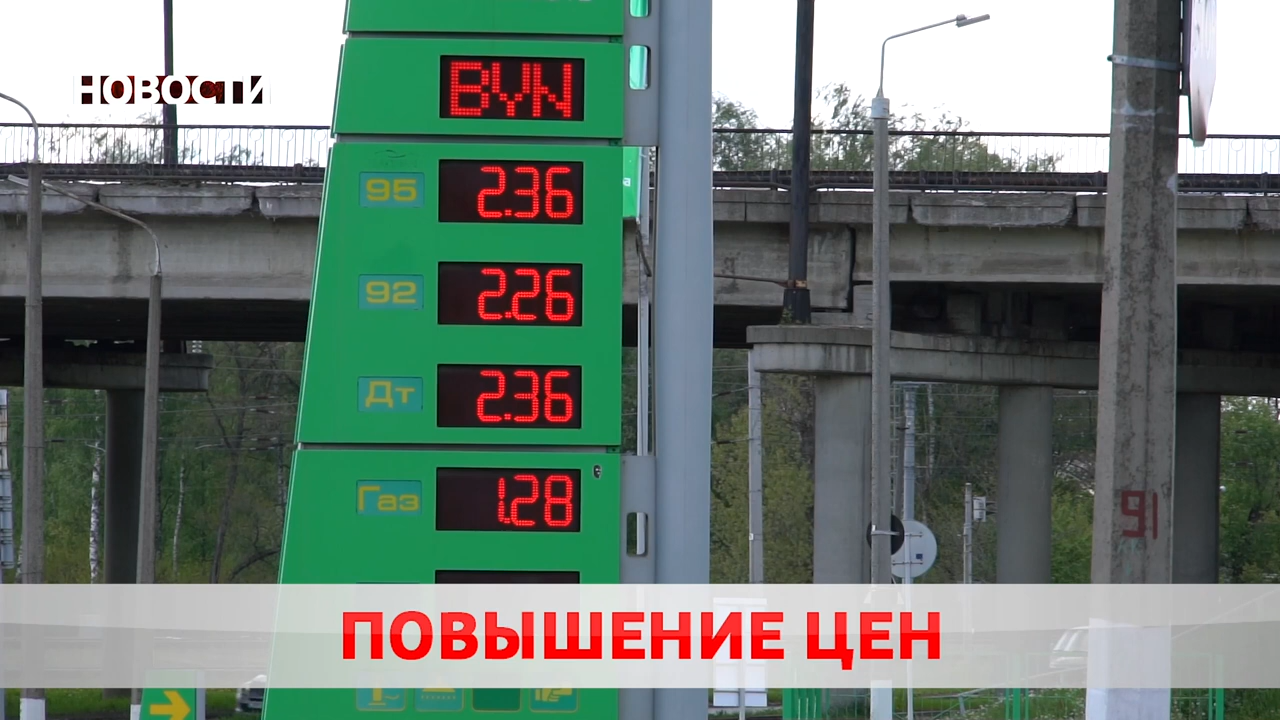 НОВОСТИ
BYN
95 2.36
92 2.26
Дт 2.36
Газ 1.28
91
ПОВЫШЕНИЕ ЦЕН